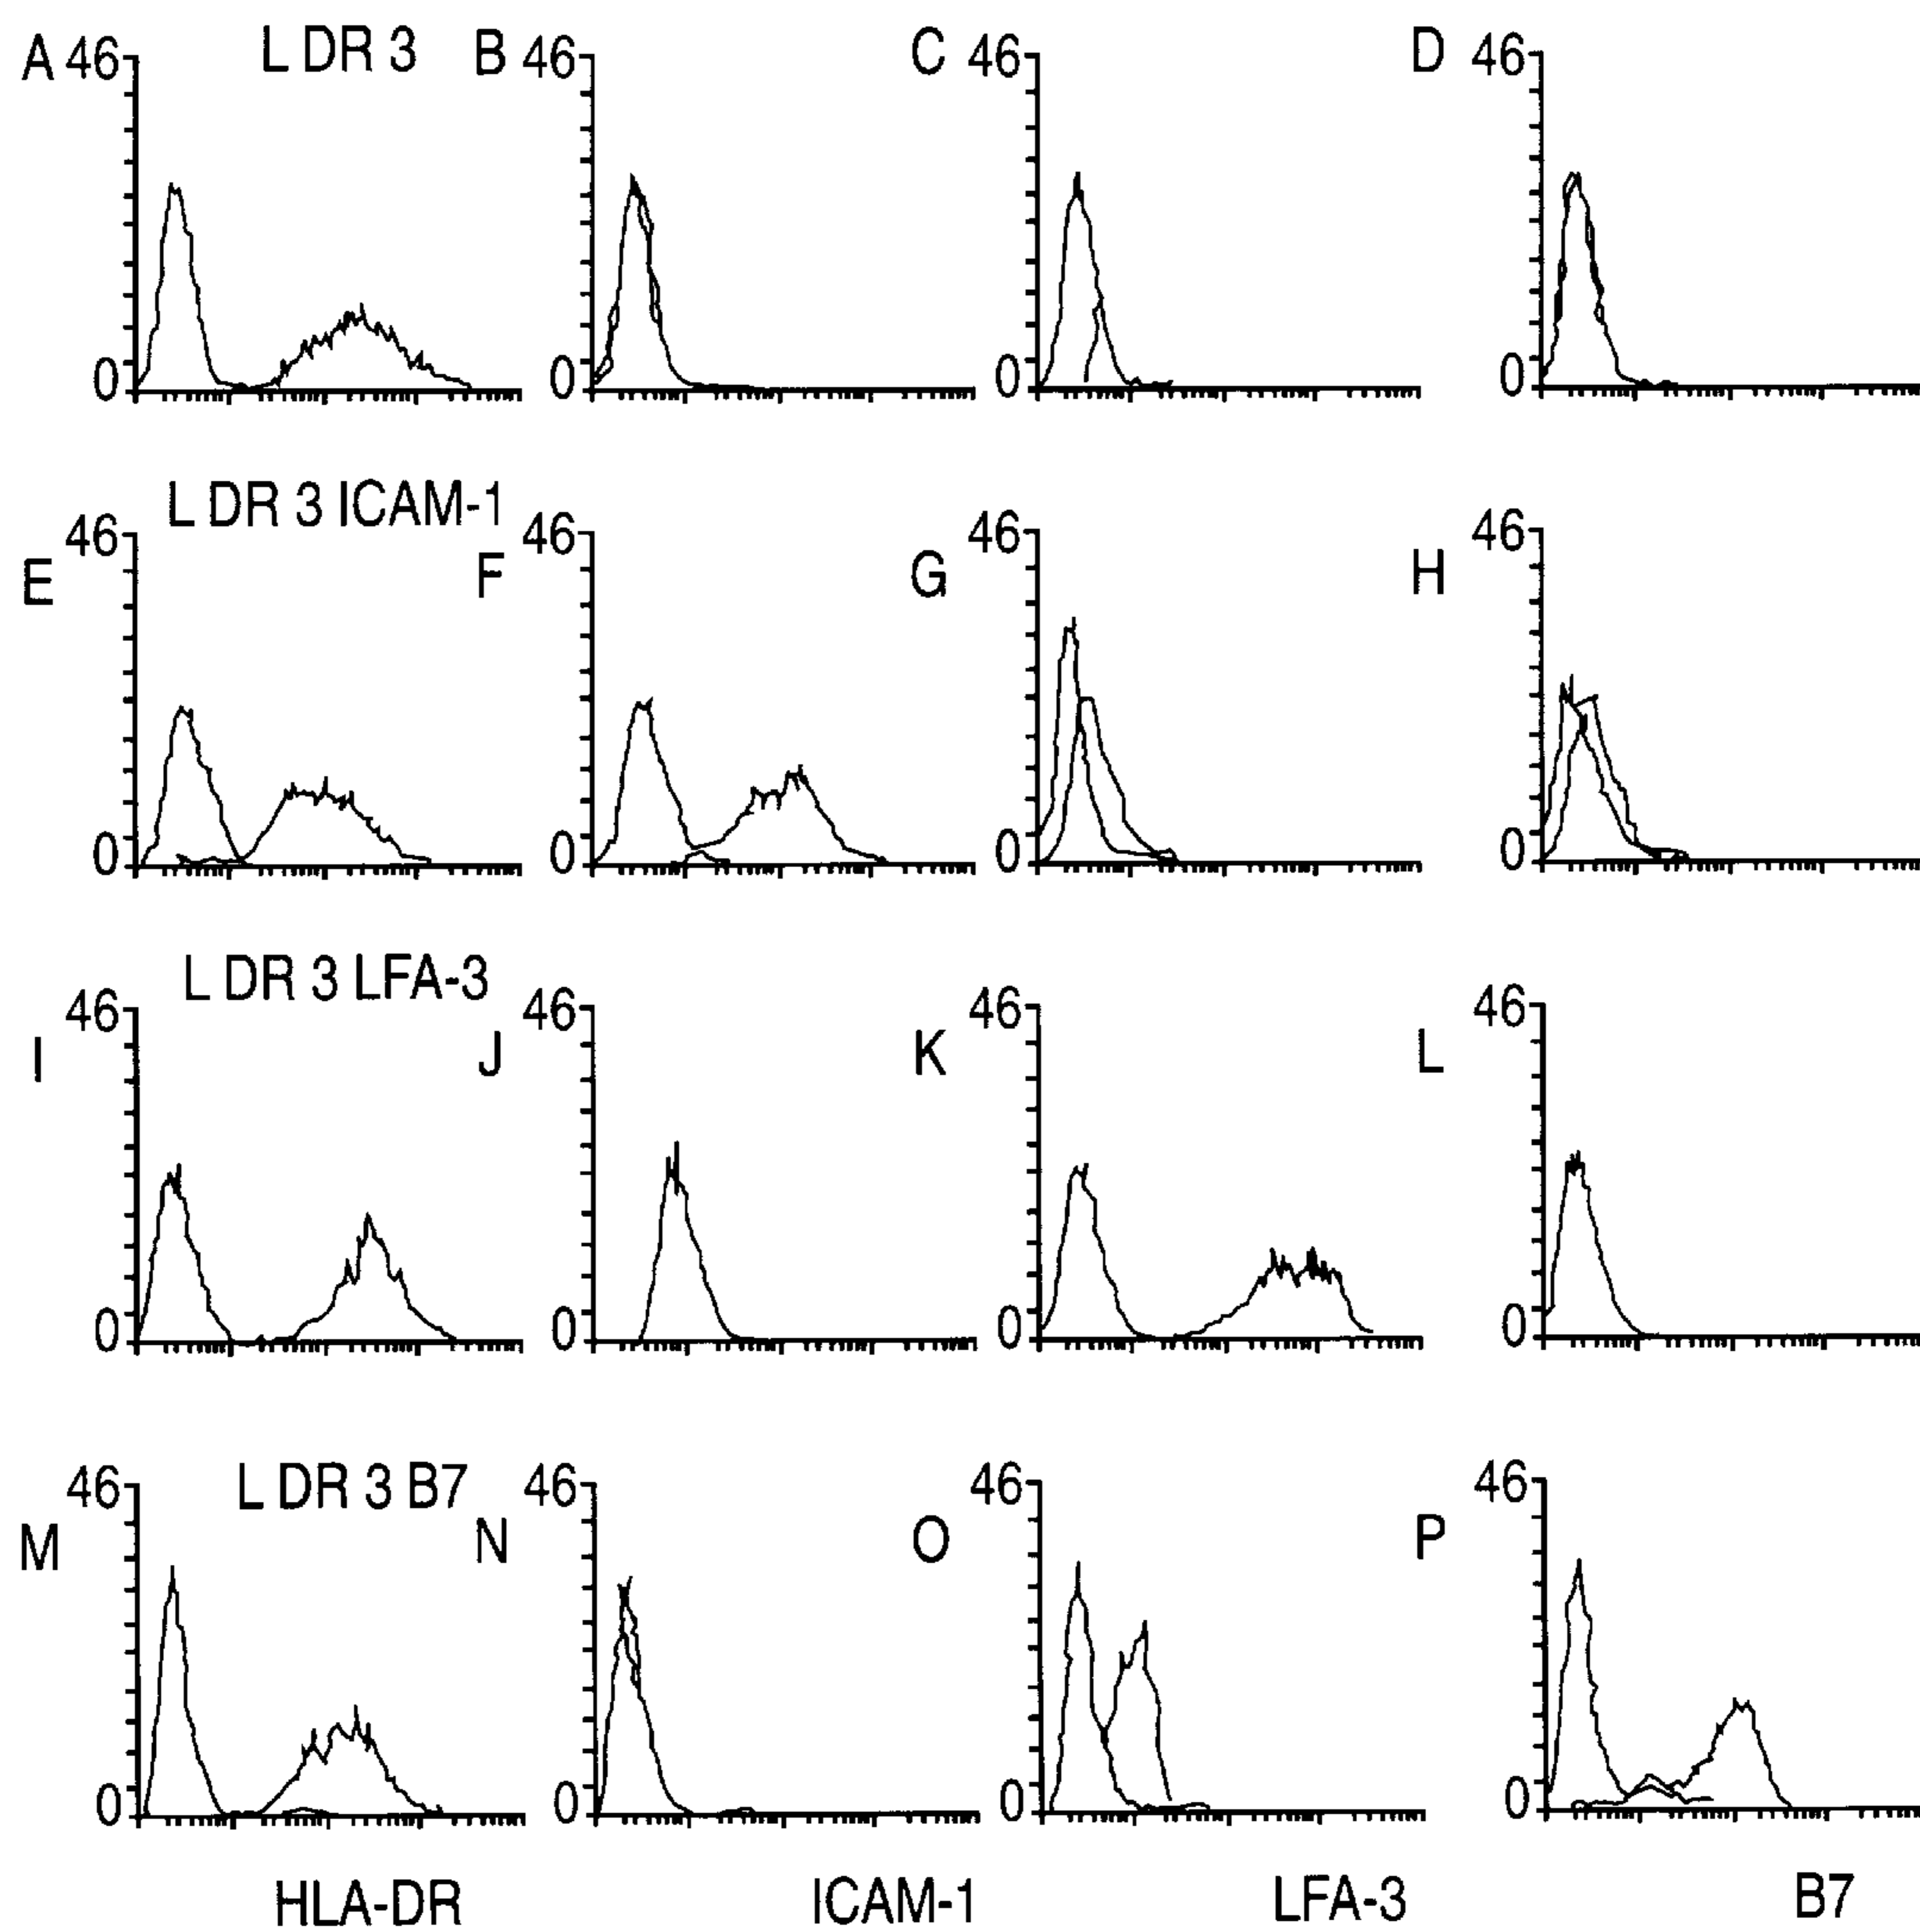 A 46 L DR 3 B 46 C 46 D 46
0 0 0 0
L DR 3 ICAM-1
46 46 46 46
E F G H
0 0 0 0
L DR 3 LFA-3
46 46 46 46
I J K L
0 0 0 0
46 L DR 3 B7 46 46 46
M N O P
0 0 0 0
HLA-DR ICAM-1 LFA-3 B7